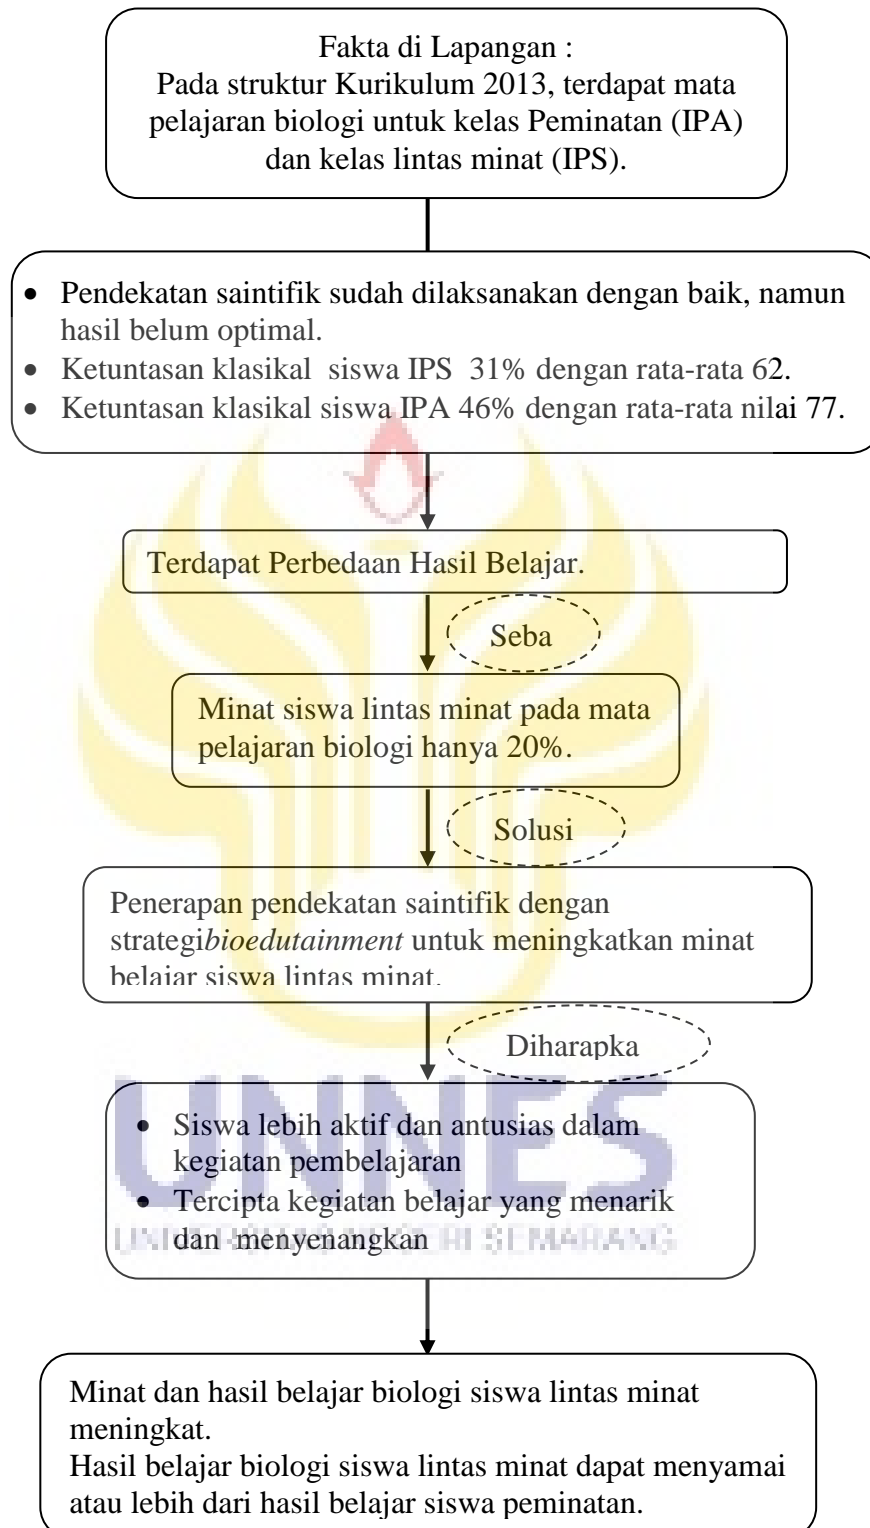 Fakta di Lapangan :
Pada struktur Kurikulum 2013, terdapat mata
pelajaran biologi untuk kelas Peminatan (IPA)
dan kelas lintas minat (IPS).
• Pendekatan saintifik sudah dilaksanakan dengan baik, namun
hasil belum optimal.
• Ketuntasan klasikal siswa IPS 31% dengan rata-rata 62.
• Ketuntasan klasikal siswa IPA 46% dengan rata-rata nilai 77.
Terdapat Perbedaan Hasil Belajar.
Seba
Minat siswa lintas minat pada mata
pelajaran biologi hanya 20%.
Solusi
Penerapan pendekatan saintifik dengan
strategibioedutainment untuk meningkatkan minat
belajar siswa lintas minat.
Diharapka
UNNES
• Siswa lebih aktif dan antusias dalam
kegiatan pembelajaran
• Tercipta kegiatan belajar yang menarik
dan menyenangkan
SEMARANG
Minat dan hasil belajar biologi siswa lintas minat
meningkat.
Hasil belajar biologi siswa lintas minat dapat menyamai
atau lebih dari hasil belajar siswa peminatan.